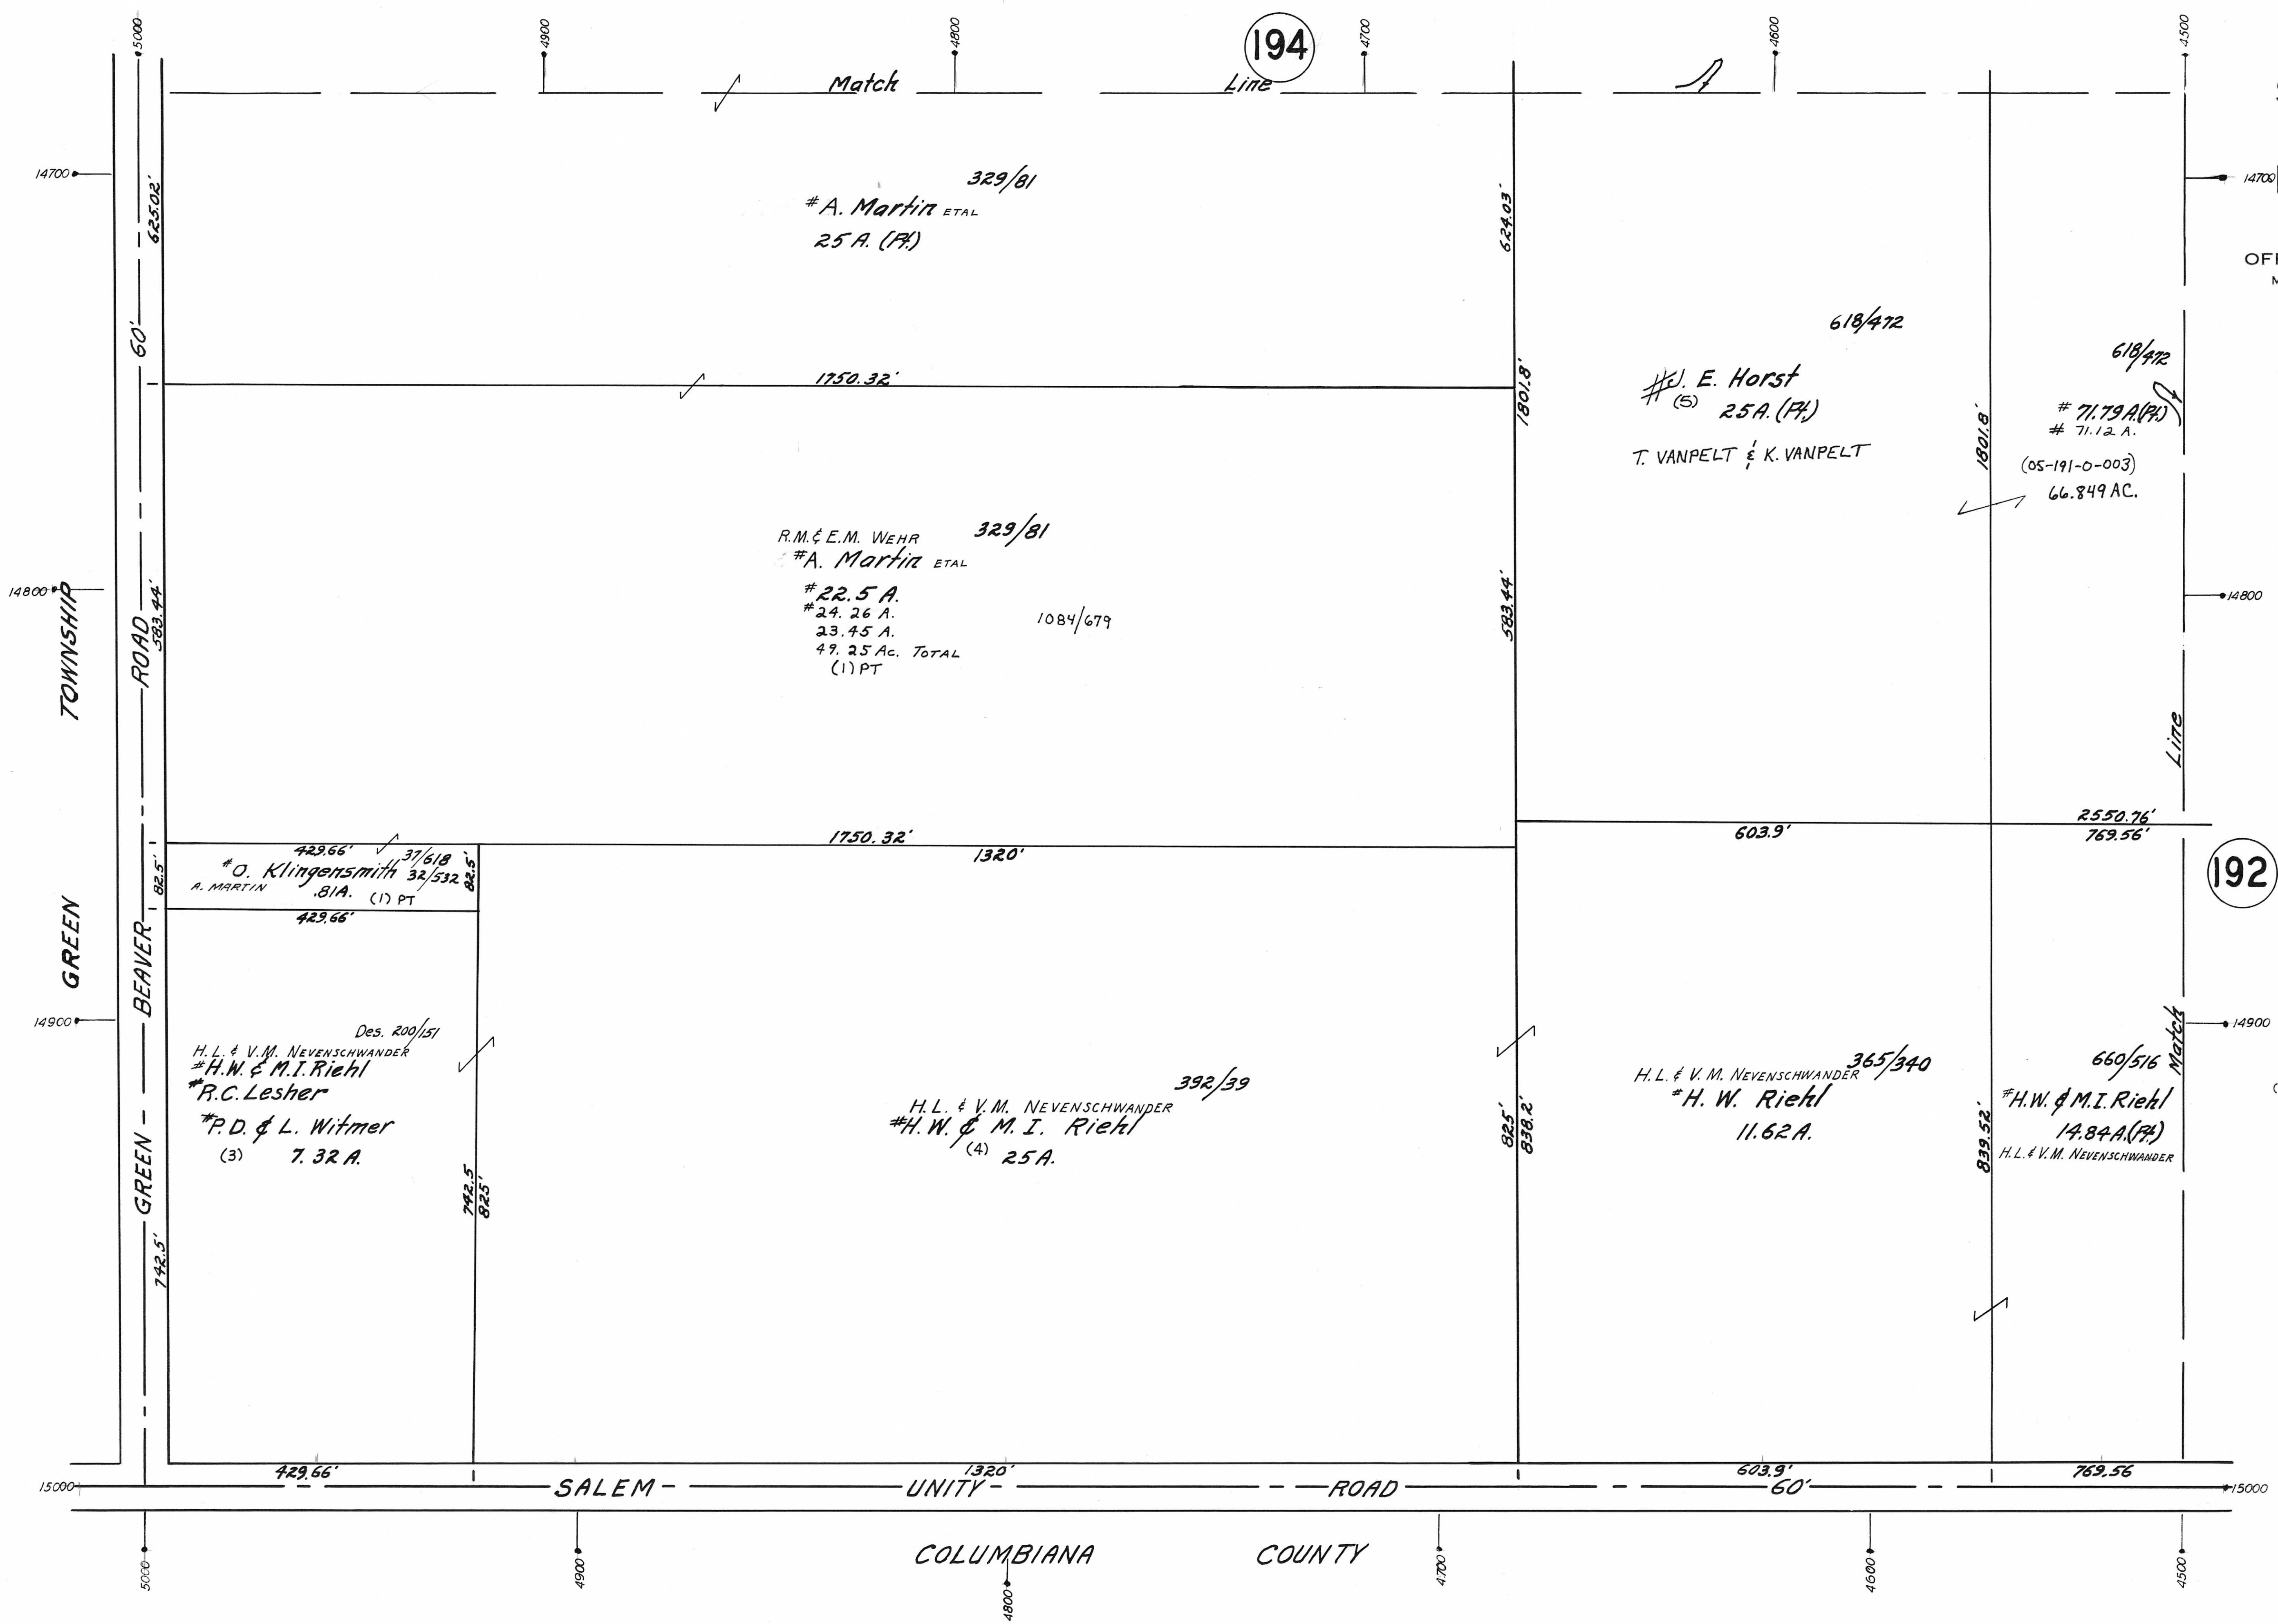 5000
4900
4800
194
4700
4600
4500
Match Line
14700
14700
625.02'
329/81
# A. Martin ETAL
25 A. (Pt.)
624.03'
OF
618/472
# J. E. Horst
(5) 25 A. (Pt.)
T. VANPELT & K. VANPELT
618/472
# 71.79 A.(Pt.)
# 71.12 A.
(05-191-0-003)
66.849 AC.
1750.32'
1801.8'
1801.8'
R.M. & E.M. WEHR 329/81
#A. Martin ETAL
# 22.5 A.
# 24.26 A.
23.45 A.
49.25 Ac. TOTAL
(1) PT
1084/679
583.44'
583.44'
14800
14800
GREEN TOWNSHIP
GREEN - BEAVER ROAD 60'
Match Line
2550.76'
603.9' 769.56'
1750.32'
1320'
429.66'
37/618
# O. Klingensmith 32/532
A. MARTIN .81A. (1) PT
82.5'
82.5'
429.66'
192
14900
14900
Des. 200/151
H.L. & V.M. NEVENSCHWANDER
#H.W. & M.I. Riehl
#R.C. Lesher
#P.D. & L. Witmer
(3) 7.32 A.
742.5'
742.5
825'
392/39
H.L. & V.M. NEVENSCHWANDER
#H.W. & M.I. Riehl
(4) 25 A.
825'
838.2'
365/340
H.L. & V.M. NEVENSCHWANDER
#H. W. Riehl
11.62 A.
839.52'
660/516
#H.W. & M.I. Riehl
14.84 A.(Pt.)
H.L. & V.M. NEVENSCHWANDER
429.66' 1320' 603.9' 769.56
15000 SALEM - UNITY - ROAD 60' 15000
COLUMBIANA COUNTY
5000
4900
4800
4700
4600
4500